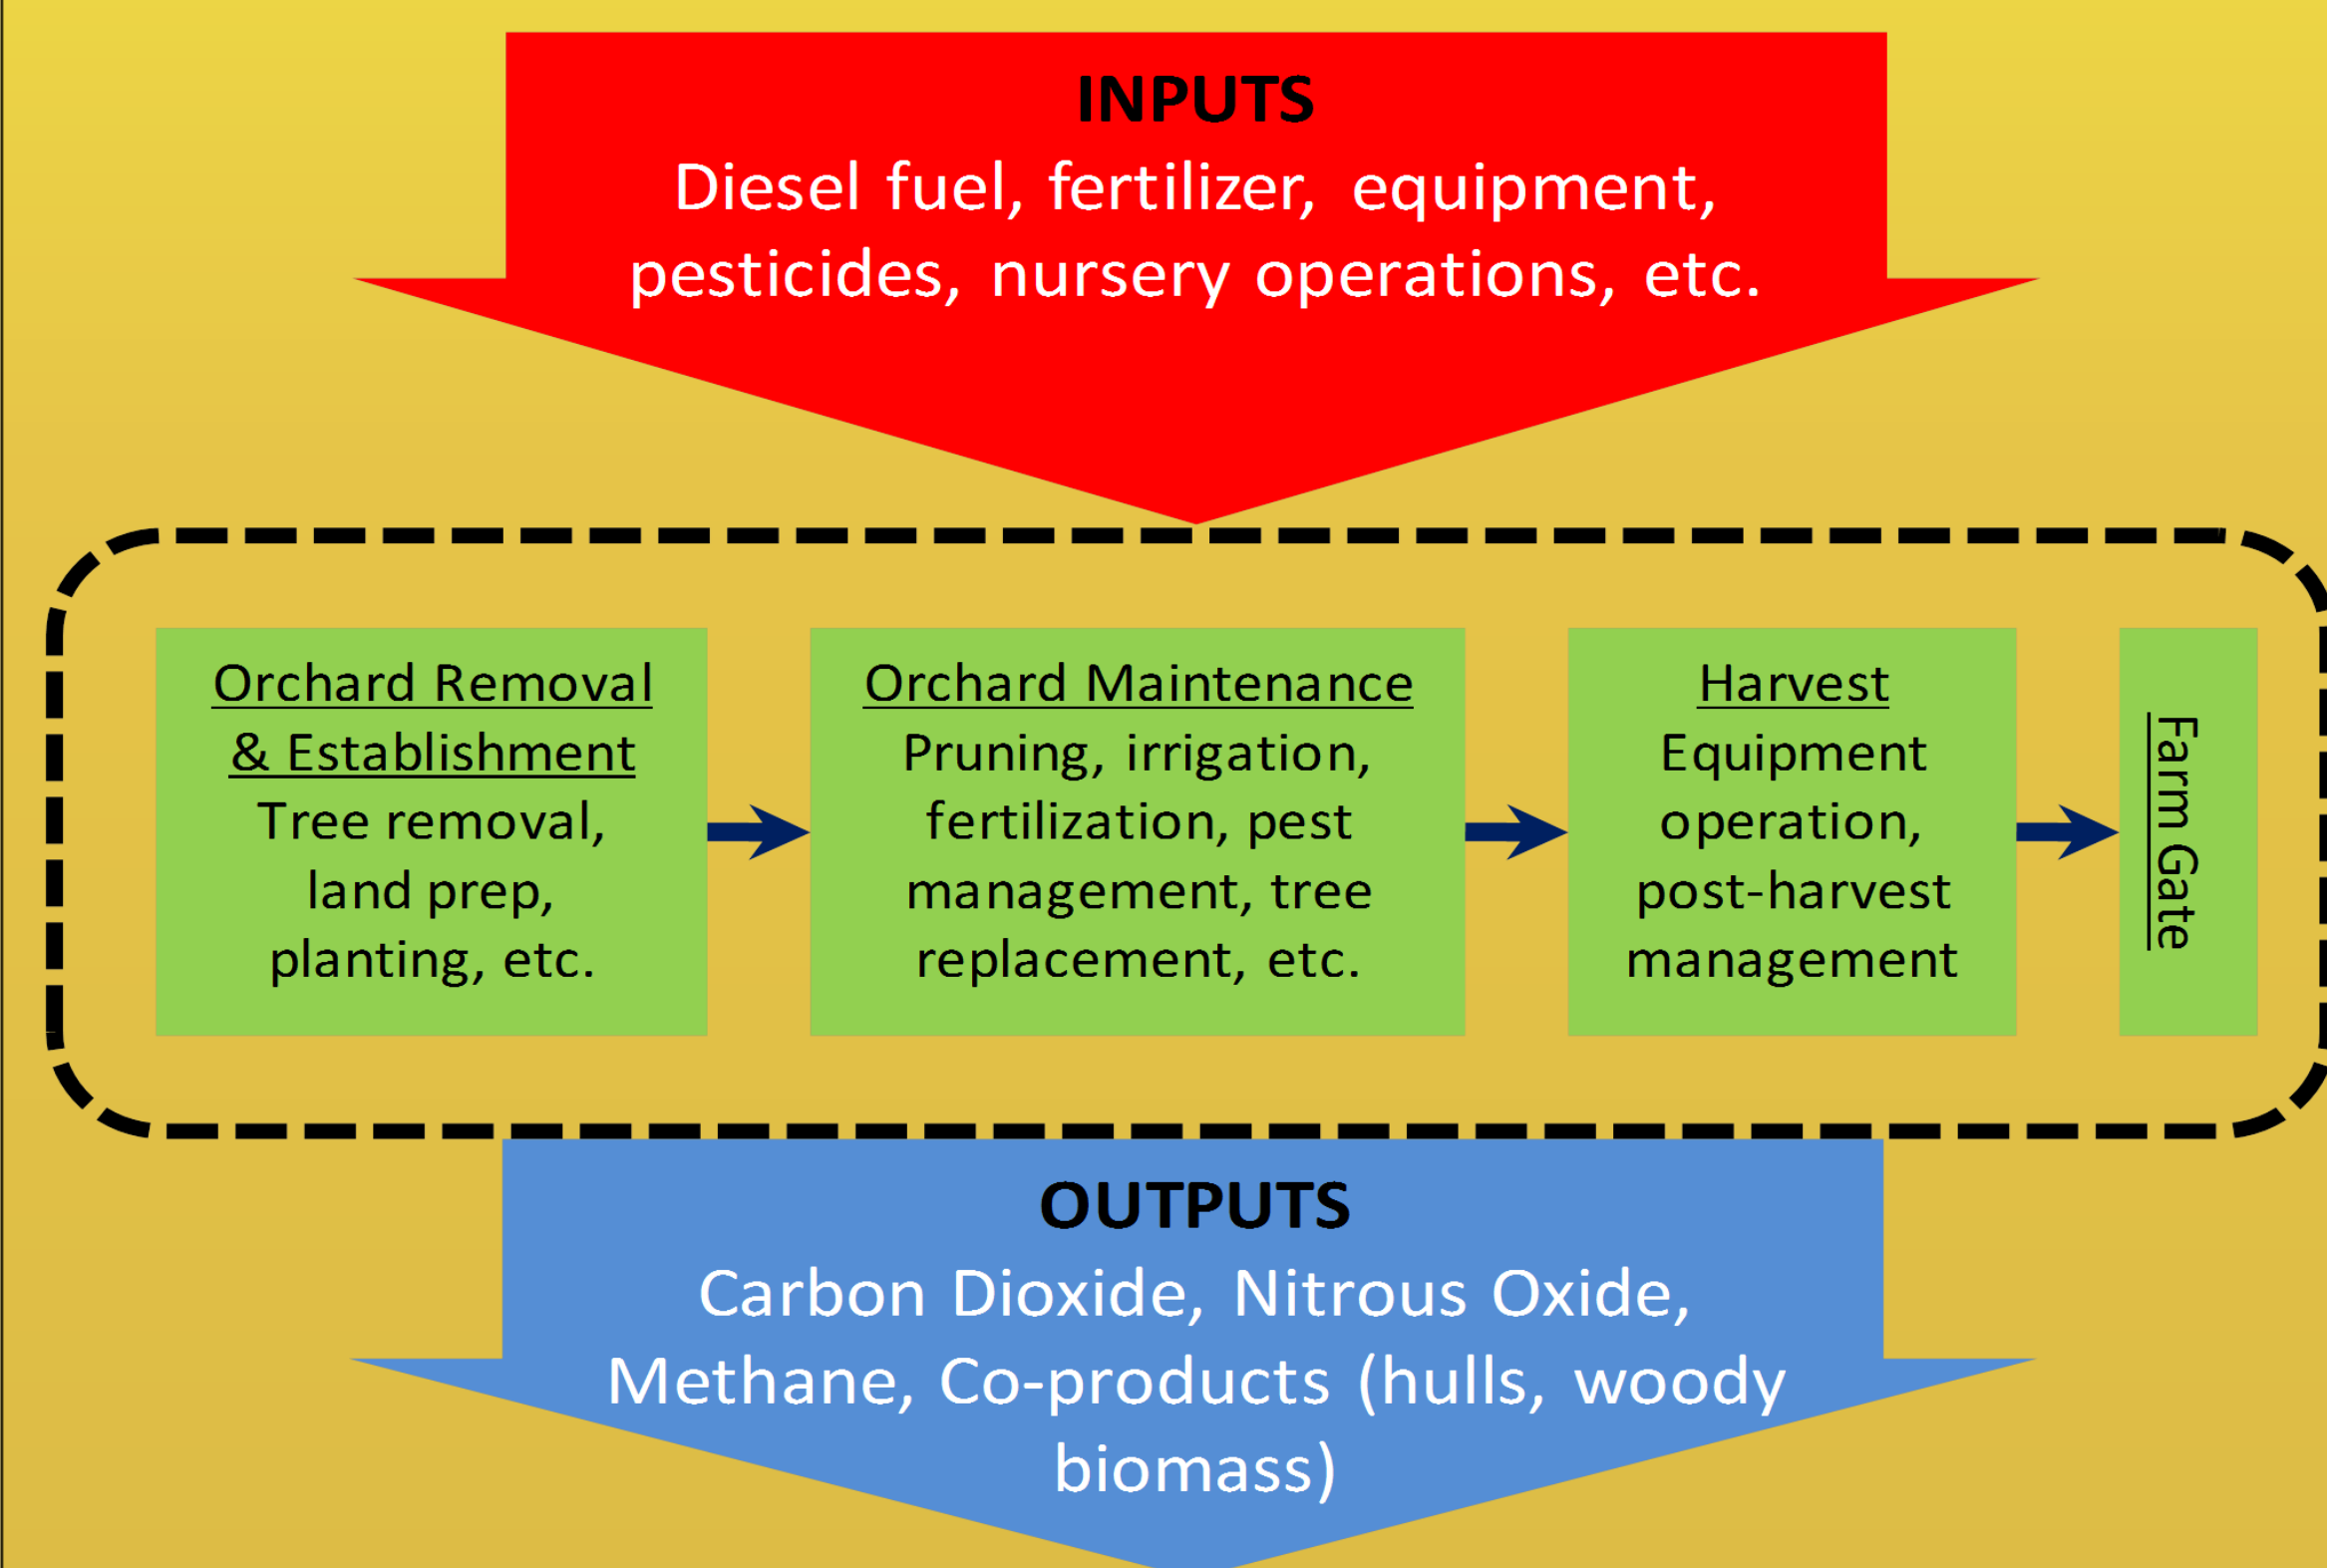 INPUTS
Diesel fuel, fertilizer, equipment,
pesticides, nursery operations, etc.
Orchard Removal
& Establishment
Tree removal,
land prep,
planting, etc.
Orchard Maintenance
Pruning, irrigation,
fertilization, pest
management, tree
replacement, etc.
Harvest
Equipment
operation,
post-harvest
management
Farm Gate
OUTPUTS
Carbon Dioxide, Nitrous Oxide,
Methane, Co-products (hulls, woody
biomass)